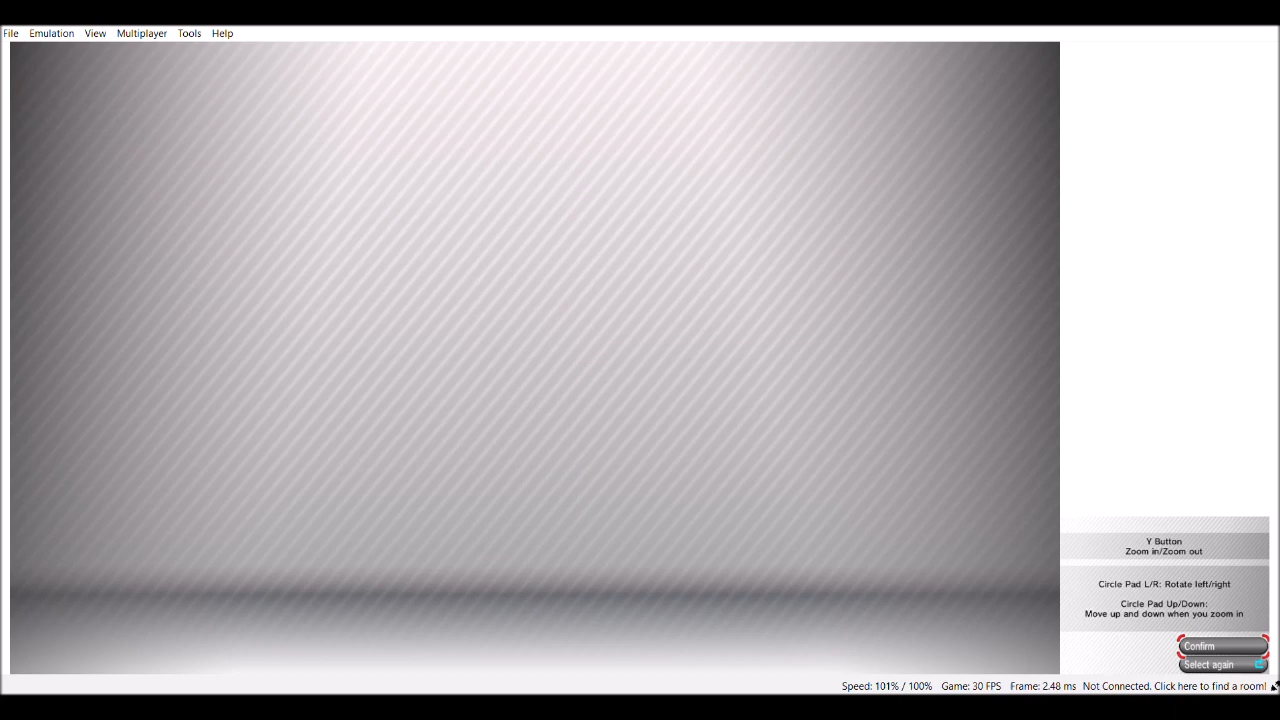 File Emulation View Multiplayer Tools Help
Y Button
Zoom in/Zoom out
Circle Pad L/R: Rotate left/right
Circle Pad Up/Down:
Move up and down when you zoom in
Confirm
Select again
Speed: 101% / 100% Game: 30 FPS Frame: 2.48 ms Not Connected. Click here to find a room!